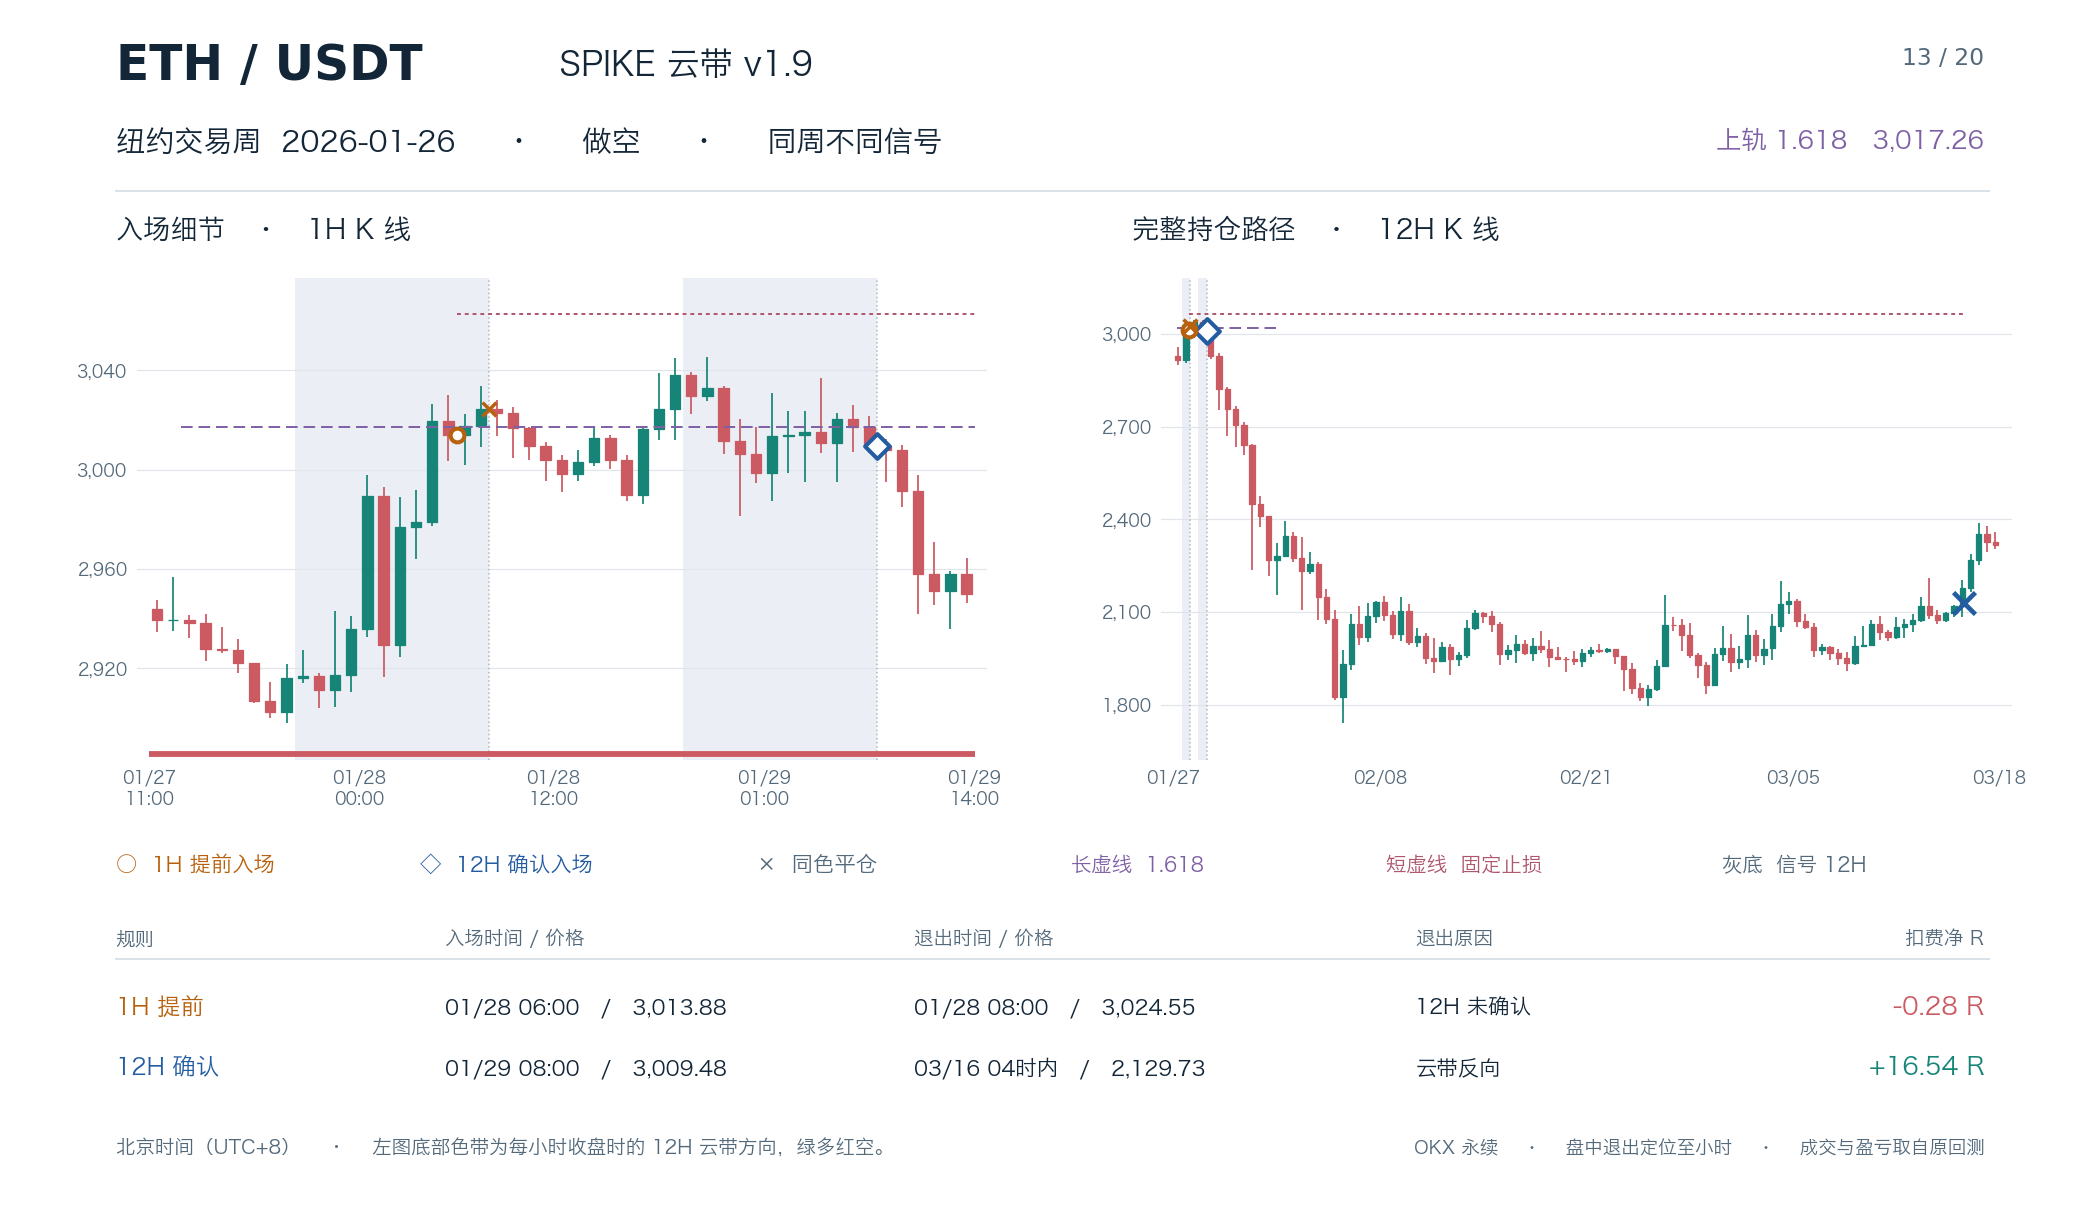 ETH / USDT SPIKE 云带 v1.9 13 / 20
纽约交易周 2026-01-26 · 做空 · 同周不同信号 上轨 1.618 3,017.26
入场细节 · 1H K 线
3,040
3,000
2,960
2,920
01/27 11:00
01/28 00:00
01/28 12:00
01/29 01:00
01/29 14:00
完整持仓路径 · 12H K 线
3,000
2,700
2,400
2,100
1,800
01/27 02/08 02/21 03/05 03/18
○ 1H 提前入场 ◇ 12H 确认入场 × 同色平仓 长虚线 1.618 短虚线 固定止损 灰底 信号 12H
规则 入场时间 / 价格 退出时间 / 价格 退出原因 扣费净 R
1H 提前 01/28 06:00 / 3,013.88 01/28 08:00 / 3,024.55 12H 未确认 -0.28 R
12H 确认 01/29 08:00 / 3,009.48 03/16 04时内 / 2,129.73 云带反向 +16.54 R
北京时间（UTC+8） · 左图底部色带为每小时收盘时的 12H 云带方向，绿多红空。 OKX 永续 · 盘中退出定位至小时 · 成交与盈亏取自原回测